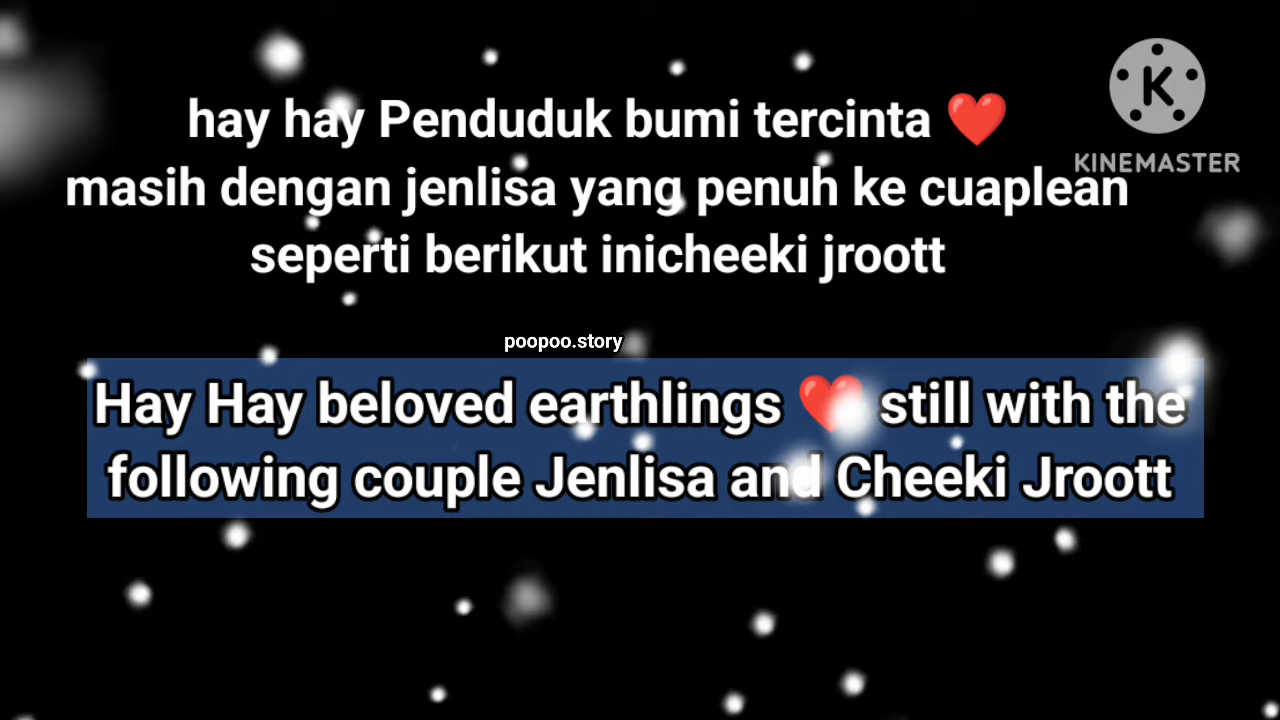 hay hay Penduduk bumi tercinta ❤️
KINEMASTER
masih dengan jenlisa yang penuh ke cuaplean
seperti berikut inicheeki jroott
poopoo.story
Hay Hay beloved earthlings ❤️ still with the
following couple Jenlisa and Cheeki Jroott